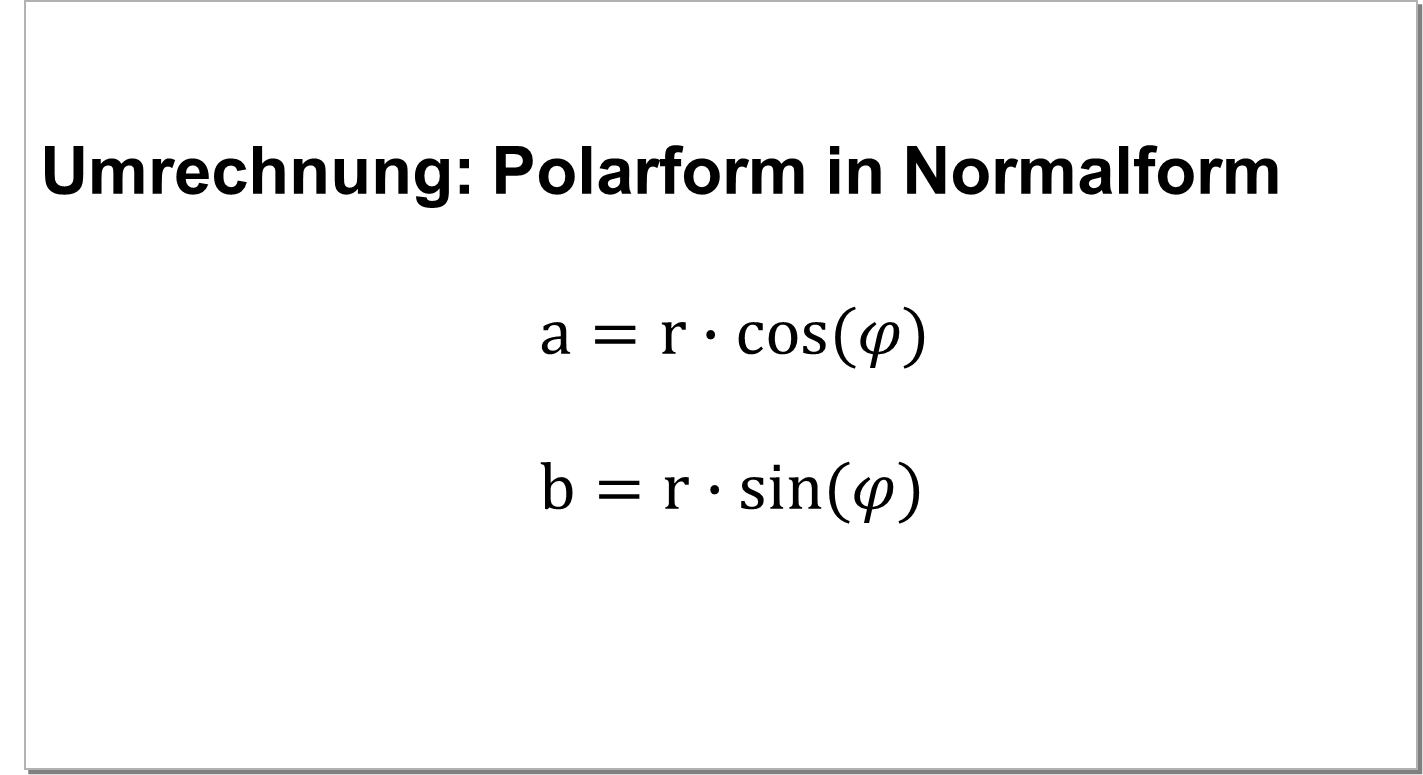 Umrechnung: Polarform in Normalform
a = r · cos(φ)
b = r · sin(φ)